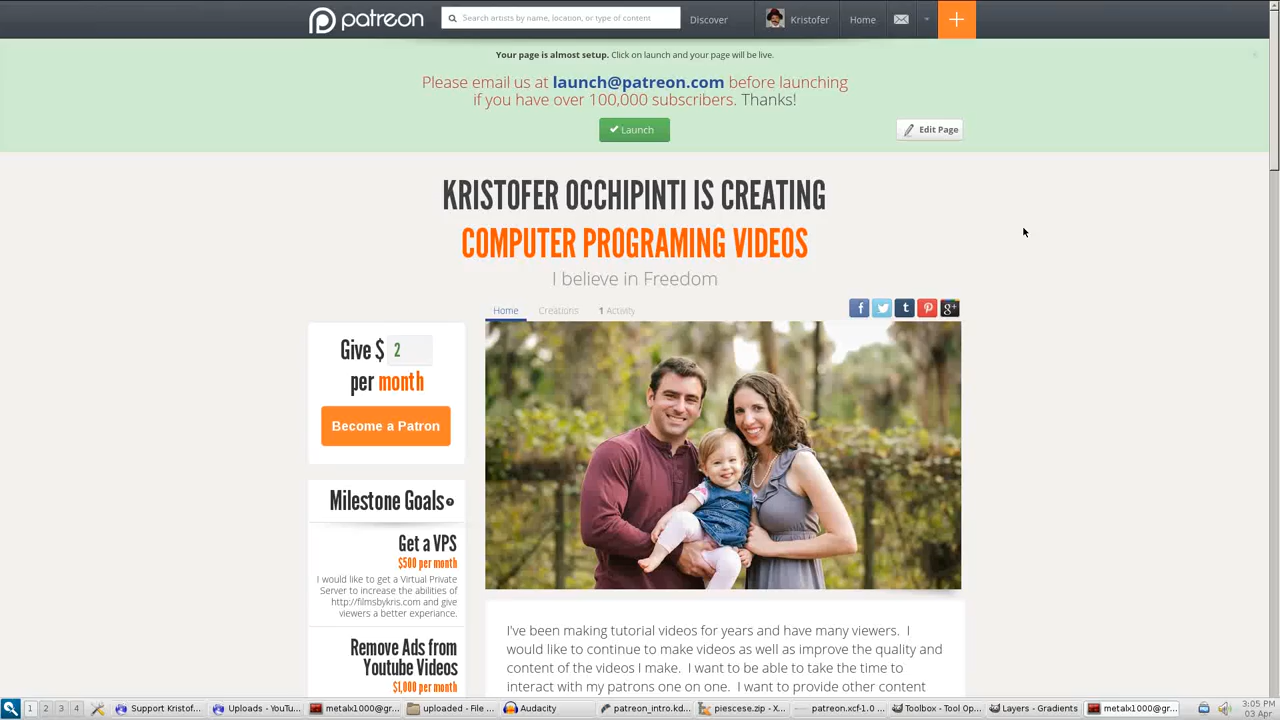 patreon
Search artists by name, location, or type of content
Discover
Kristofer
Home
Your page is almost setup. Click on launch and your page will be live.
Please email us at launch@patreon.com before launching
if you have over 100,000 subscribers. Thanks!
Launch
Edit Page
KRISTOFER OCCHIPINTI IS CREATING
COMPUTER PROGRAMING VIDEOS
I believe in Freedom
Home
Creations
1 Activity
f
t
g+
Give $ 2
per month
Become a Patron
Milestone Goals
Get a VPS
$500 per month
I would like to get a Virtual Private
Server to increase the abilities of
http://filmsbykris.com and give
viewers a better experiance.
Remove Ads from
Youtube Videos
$1,000 per month
I've been making tutorial videos for years and have many viewers. I
would like to continue to make videos as well as improve the quality and
content of the videos I make. I want to be able to take the time to
interact with my patrons one on one. I want to provide other content
1 2 3 4
Support Kristof...
Uploads - YouTu...
metalx1000@gr...
uploaded - File ...
Audacity
patreon_intro.kd...
piescese.zip - X...
patreon.xcf-1.0 ...
Toolbox - Tool Op...
Layers - Gradients
metalx1000@gr...
3:05 PM
03 Apr